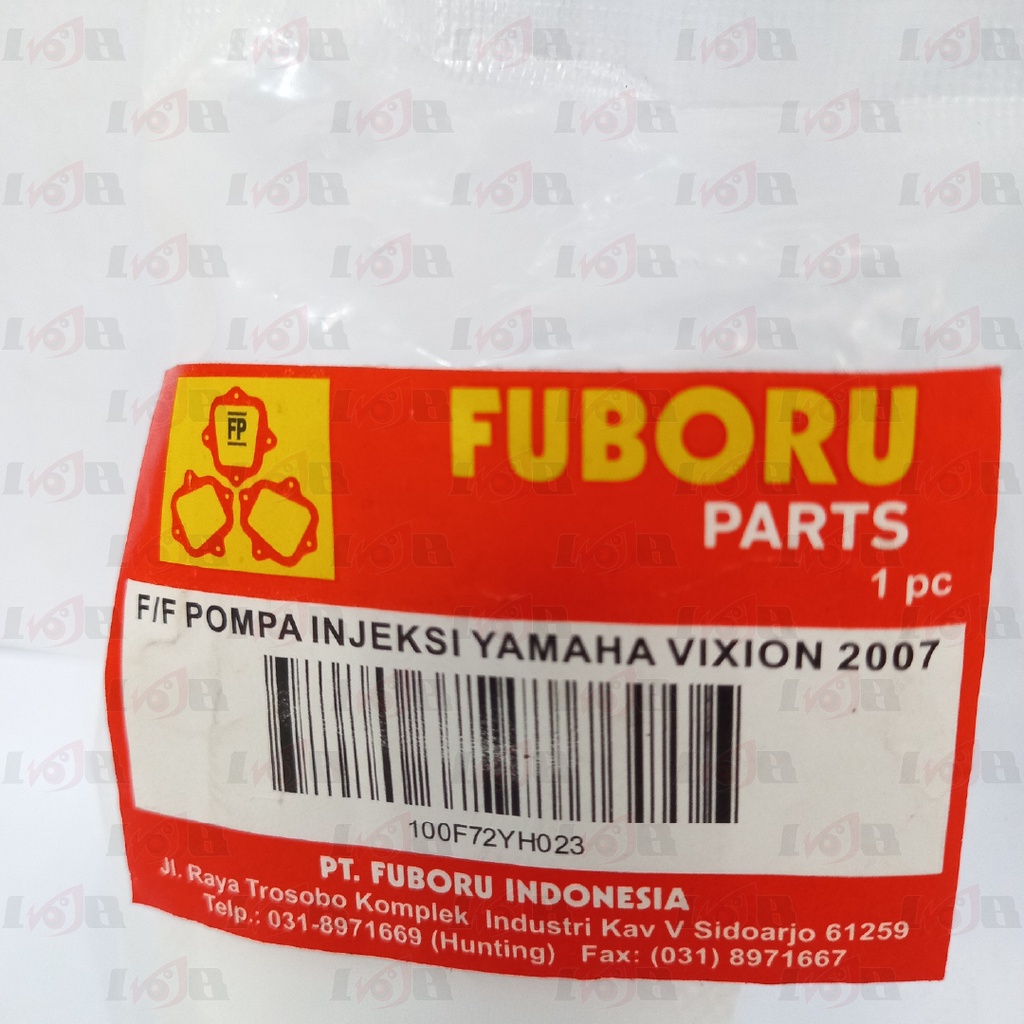 FP
FUBORU
PARTS
1 pc
F/F POMPA INJEKSI YAMAHA VIXION 2007
100F72YH023
PT. FUBORU INDONESIA
Jl. Raya Trosobo Komplek Industri Kav V Sidoarjo 61259
Telp.: 031-8971669 (Hunting) Fax: (031) 8971667